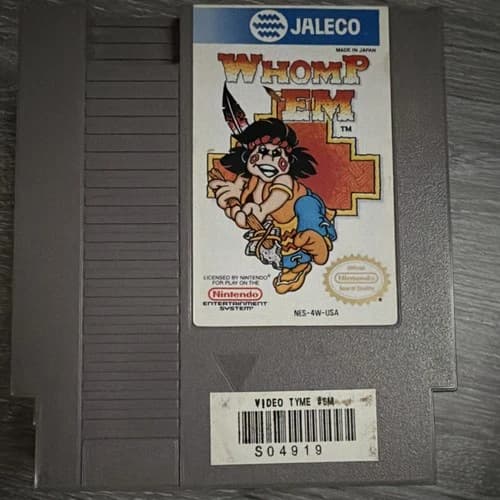 JALECO
MADE IN JAPAN
WHOMP
'EM
TM
LICENSED BY NINTENDO
FOR PLAY ON THE
Nintendo
ENTERTAINMENT
SYSTEM
Official
Nintendo
Seal of Quality
NES-4W-USA
VIDEO TYME #5M
S04919